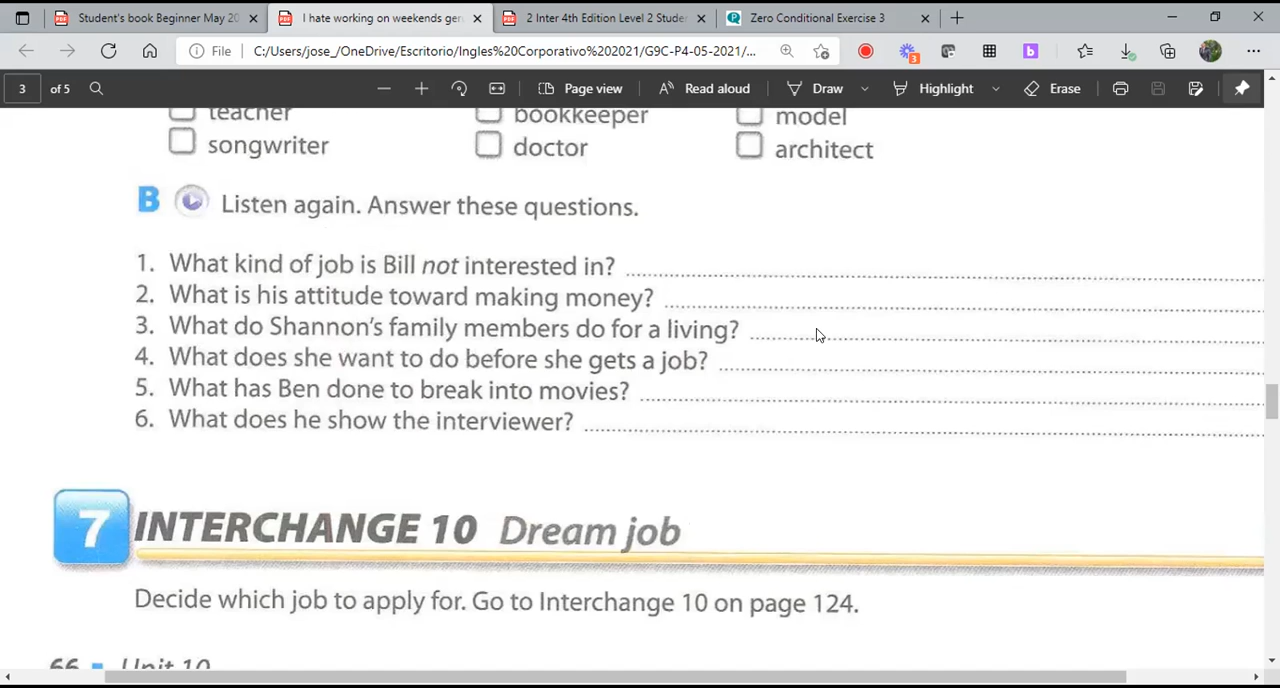 Student's book Beginner May 20
I hate working on weekends ger
2 Inter 4th Edition Level 2 Stude
Zero Conditional Exercise 3
File
C:/Users/jose_/OneDrive/Escritorio/Ingles%20Corporativo%202021/G9C-P4-05-2021/...
3
3 of 5
Page view
Read aloud
Draw
Highlight
Erase
teacher bookkeeper model
songwriter doctor architect
B Listen again. Answer these questions.
1. What kind of job is Bill not interested in?
2. What is his attitude toward making money?
3. What do Shannon's family members do for a living?
4. What does she want to do before she gets a job?
5. What has Ben done to break into movies?
6. What does he show the interviewer?
7 INTERCHANGE 10 Dream job
Decide which job to apply for. Go to Interchange 10 on page 124.
66 Unit 10